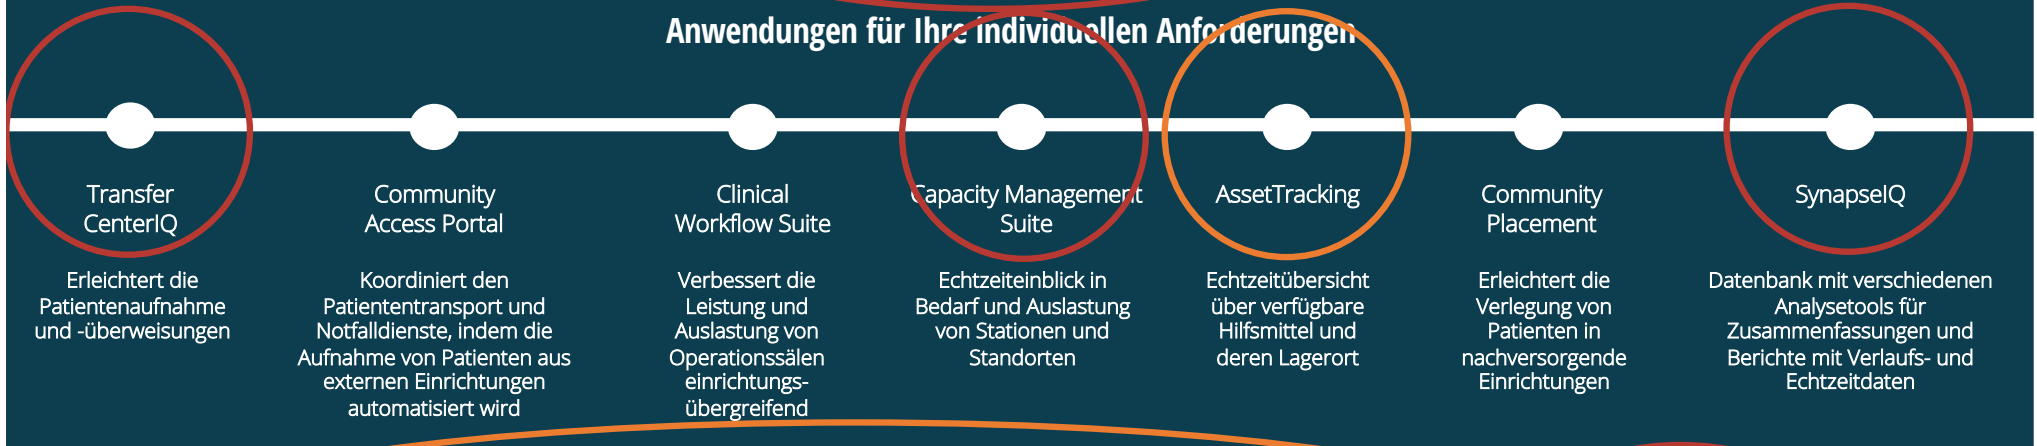 Anwendungen für Ihre individuellen Anforderungen
Transfer
CenterIQ
Erleichtert die
Patientenaufnahme
und -überweisungen
Community
Access Portal
Koordiniert den
Patiententransport und
Notfalldienste, indem die
Aufnahme von Patienten aus
externen Einrichtungen
automatisiert wird
Clinical
Workflow Suite
Verbessert die
Leistung und
Auslastung von
Operationssälen
einrichtungs-
übergreifend
Capacity Management
Suite
Echtzeiteinblick in
Bedarf und Auslastung
von Stationen und
Standorten
AssetTracking
Echtzeitübersicht
über verfügbare
Hilfsmittel und
deren Lagerort
Community
Placement
Erleichtert die
Verlegung von
Patienten in
nachversorgende
Einrichtungen
SynapseIQ
Datenbank mit verschiedenen
Analysetools für
Zusammenfassungen und
Berichte mit Verlaufs- und
Echtzeitdaten